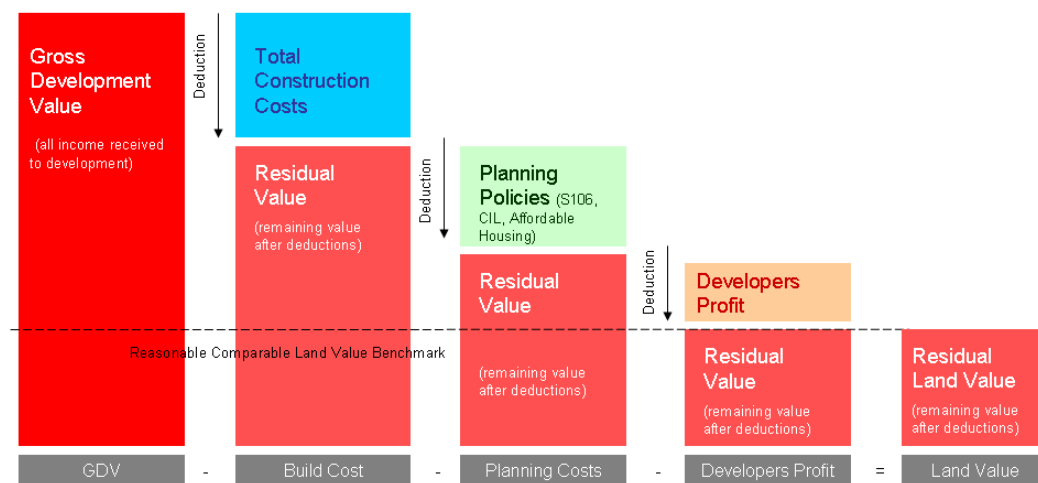 Gross
Development
Value
(all income received
to development)
Deduction
Total
Construction
Costs
Residual
Value
(remaining value
after deductions)
Deduction
Planning
Policies (S106,
CIL, Affordable
Housing)
Residual
Value
(remaining value
after deductions)
Deduction
Developers
Profit
Reasonable Comparable Land Value Benchmark
Residual
Value
(remaining value
after deductions)
Residual
Land Value
(remaining value
after deductions)
GDV - Build Cost - Planning Costs - Developers Profit = Land Value